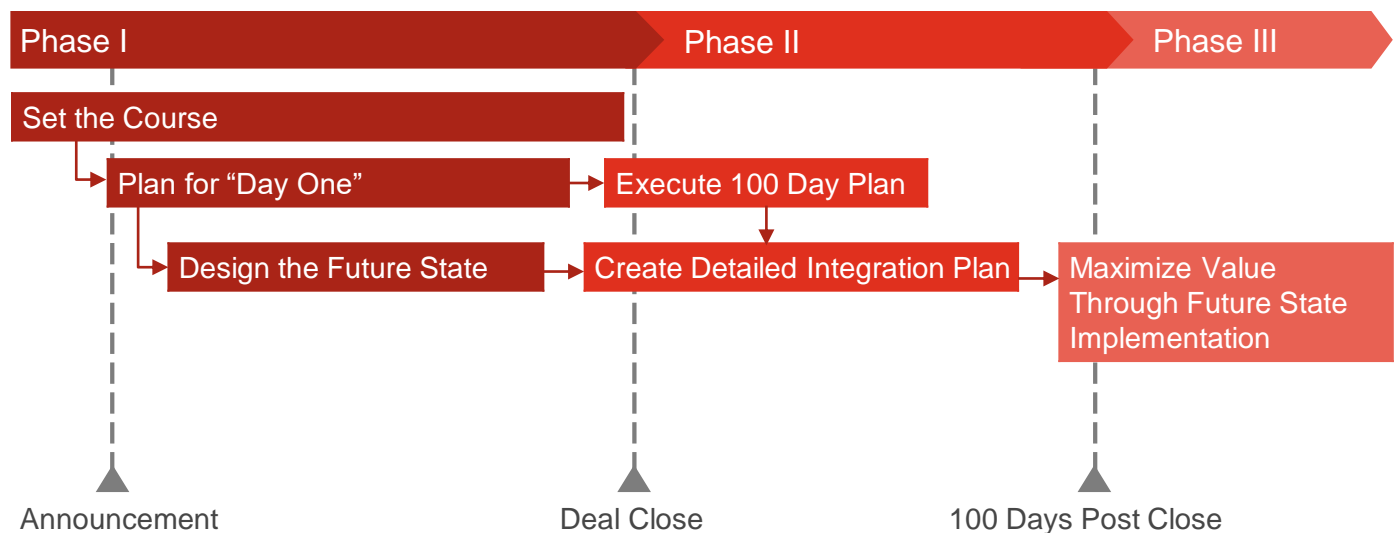 Phase I
Phase II
Phase III
Set the Course
Plan for “Day One”
Execute 100 Day Plan
Design the Future State
Create Detailed Integration Plan
Maximize Value
Through Future State
Implementation
Announcement
Deal Close
100 Days Post Close